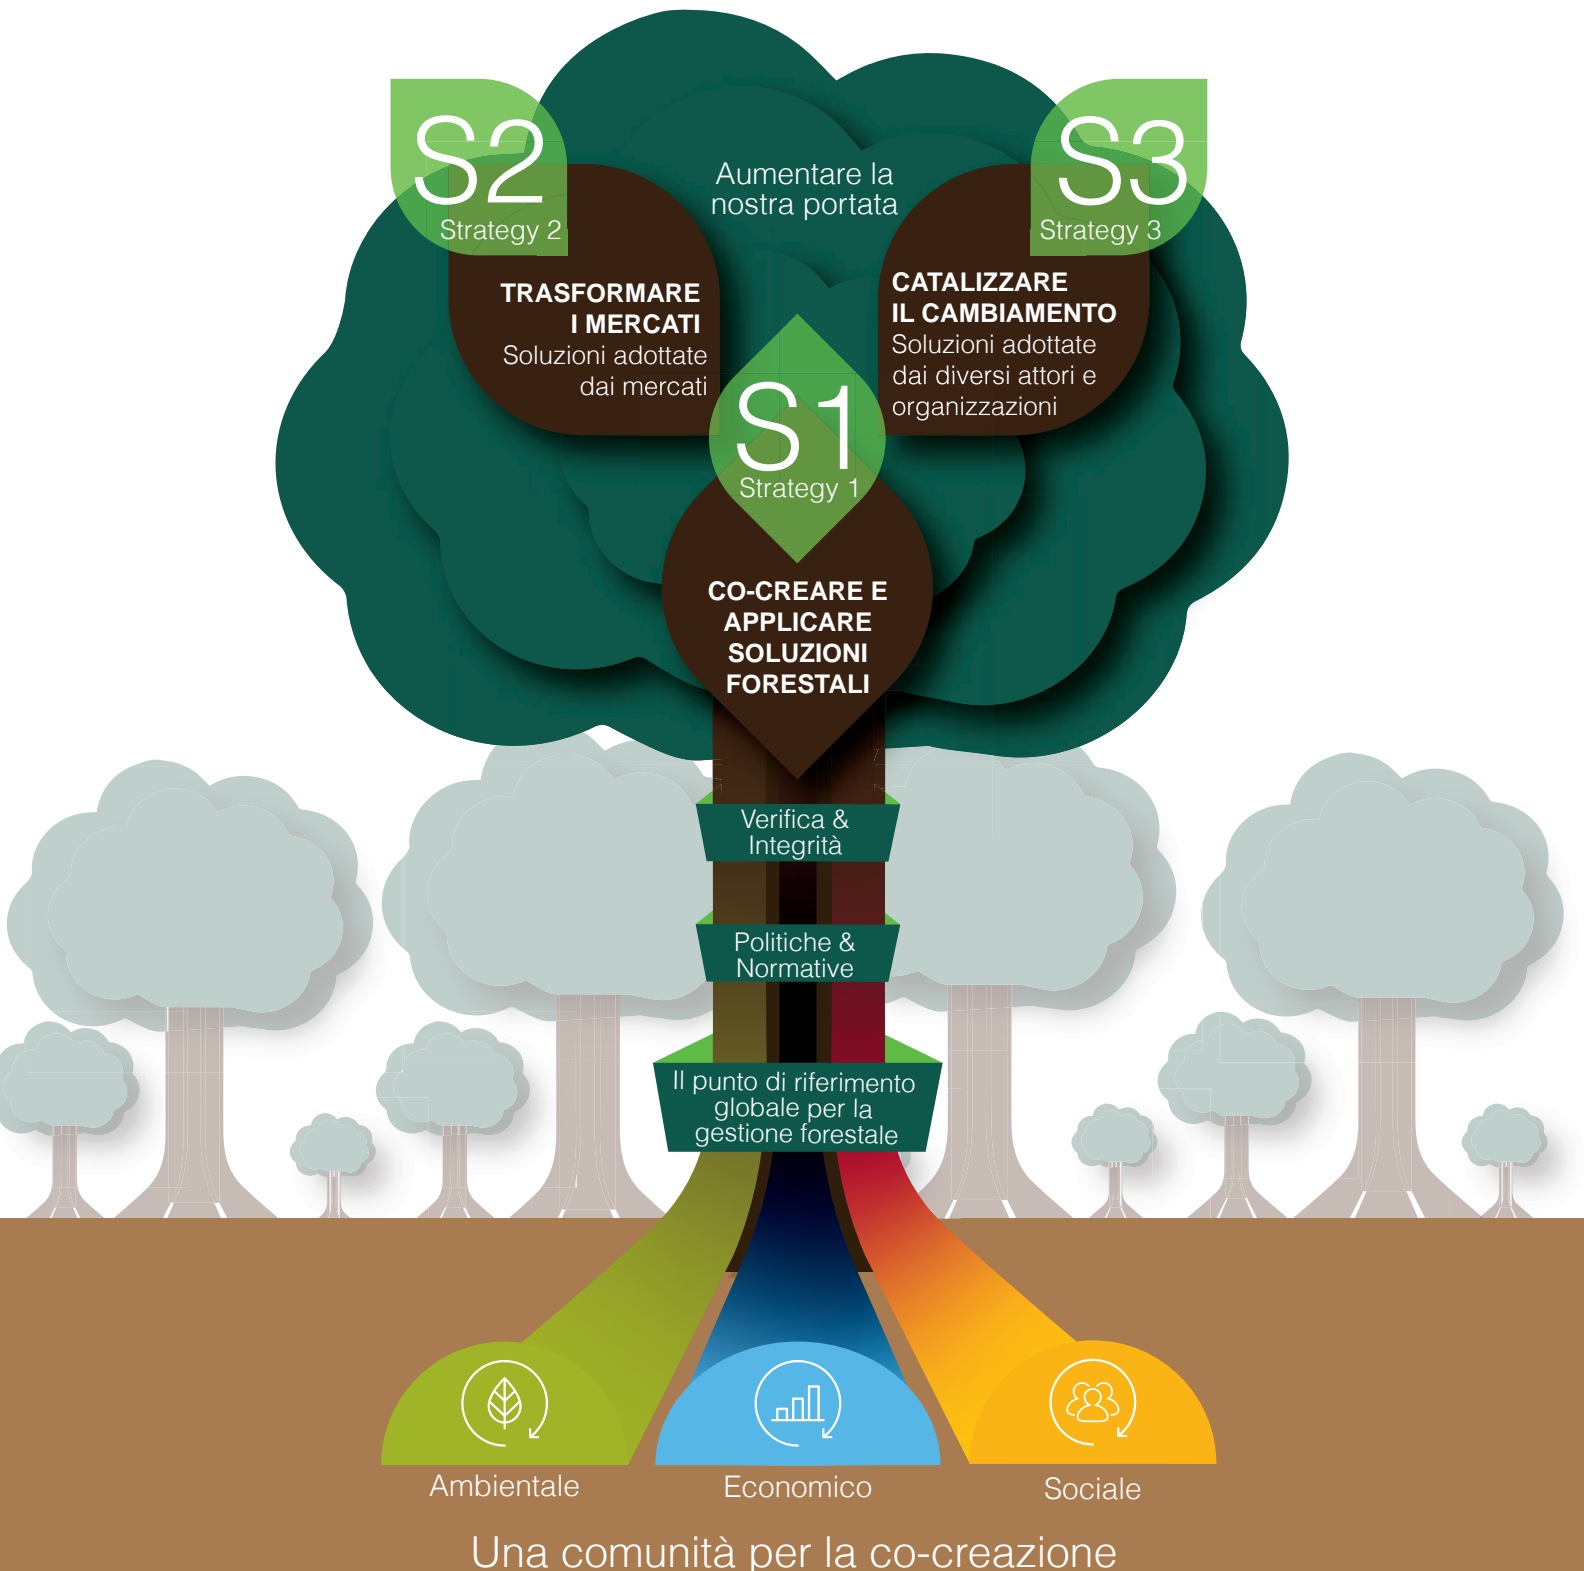 S2
Strategy 2
TRASFORMARE
I MERCATI
Soluzioni adottate
dai mercati
Aumentare la
nostra portata
S3
Strategy 3
CATALIZZARE
IL CAMBIAMENTO
Soluzioni adottate
dai diversi attori e
organizzazioni
S1
Strategy 1
CO-CREARE E
APPLICARE
SOLUZIONI
FORESTALI
Verifica &
Integrità
Politiche &
Normative
Il punto di riferimento
globale per la
gestione forestale
Ambientale
Economico
Sociale
Una comunità per la co-creazione